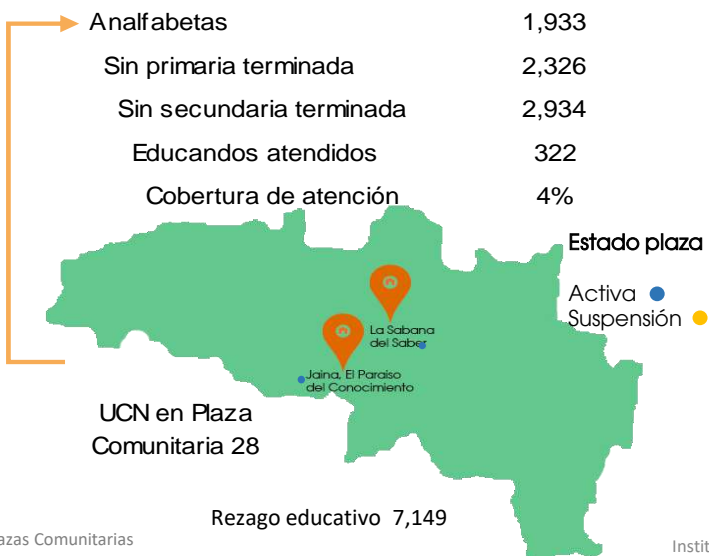 Analfabetas 1,933
Sin primaria terminada 2,326
Sin secundaria terminada 2,934
Educandos atendidos 322
Cobertura de atención 4%
Estado plaza
Activa
Suspensión
La Sabana
del Saber
Jaina, El Paraiso
del Conocimiento
UCN en Plaza
Comunitaria 28
Rezago educativo 7,149
azas Comunitarias
Instit